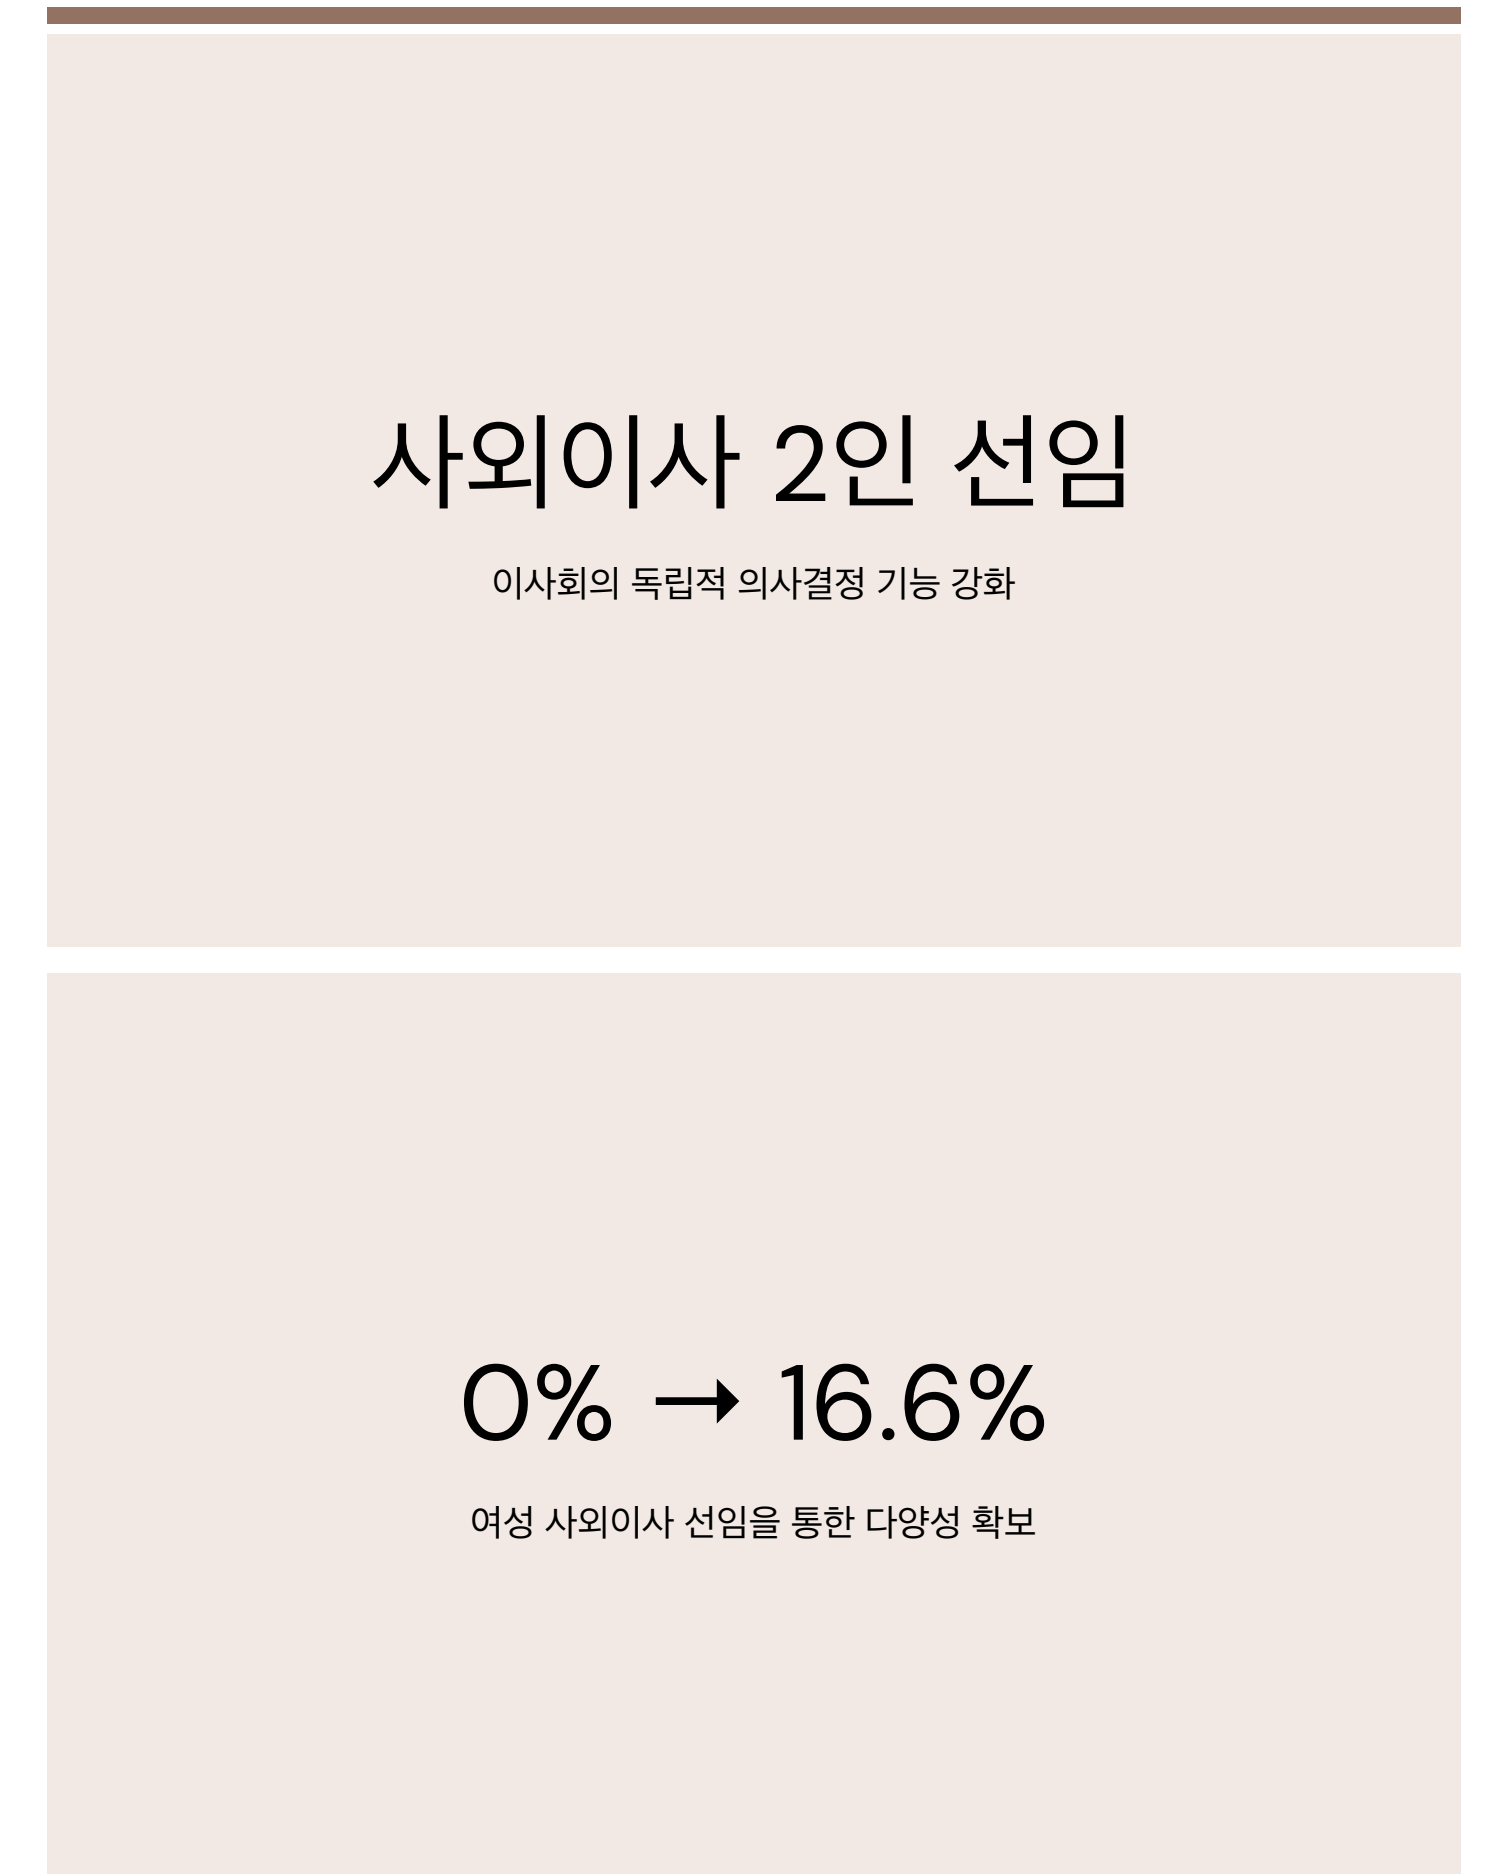 사외이사 2인 선임
이사회의 독립적 의사결정 기능 강화
0% → 16.6%
여성 사외이사 선임을 통한 다양성 확보